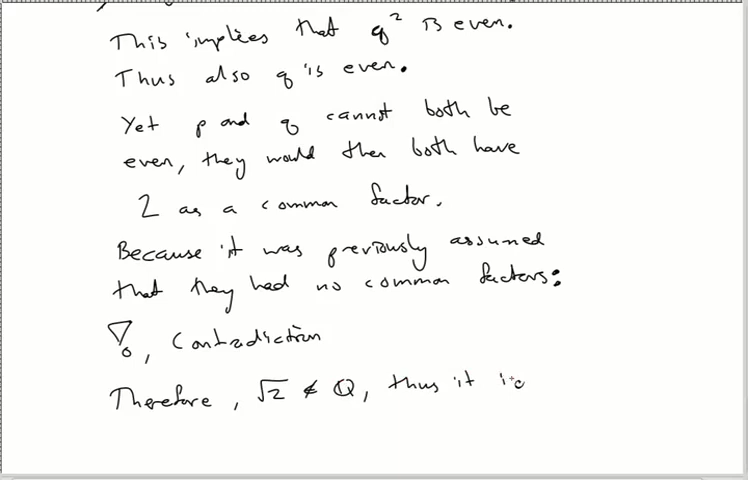 This implies that q² is even.
Thus also q is even.
Yet p and q cannot both be
even, they would then both have
2 as a common factor.
Because it was previously assumed
that they had no common factors:
, Contradiction
Therefore, √2 ∉ ℚ, thus it is